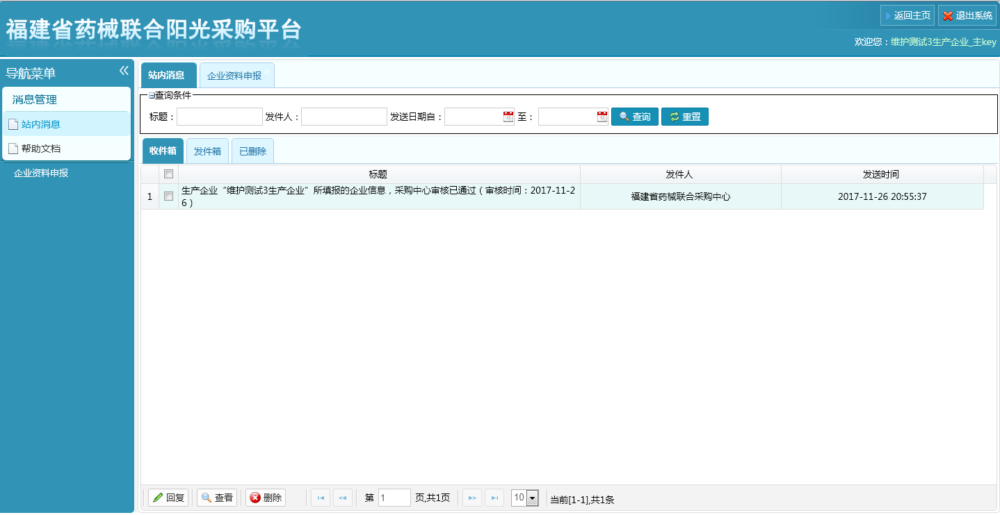 返回主页 退出系统
福建省药械联合阳光采购平台
欢迎您：维护测试3生产企业_主key
导航菜单
消息管理
站内消息
帮助文档
企业资料申报
站内消息 企业资料申报
查询条件
标题： 发件人： 发送日期自： 至： 查询 重置
收件箱 发件箱 已删除
标题 发件人 发送时间
1 生产企业“维护测试3生产企业”所填报的企业信息，采购中心审核已通过（审核时间：2017-11-2
6） 福建省药械联合采购中心 2017-11-26 20:55:37
回复 查看 删除 第 1 页,共1页 10 当前[1-1],共1条